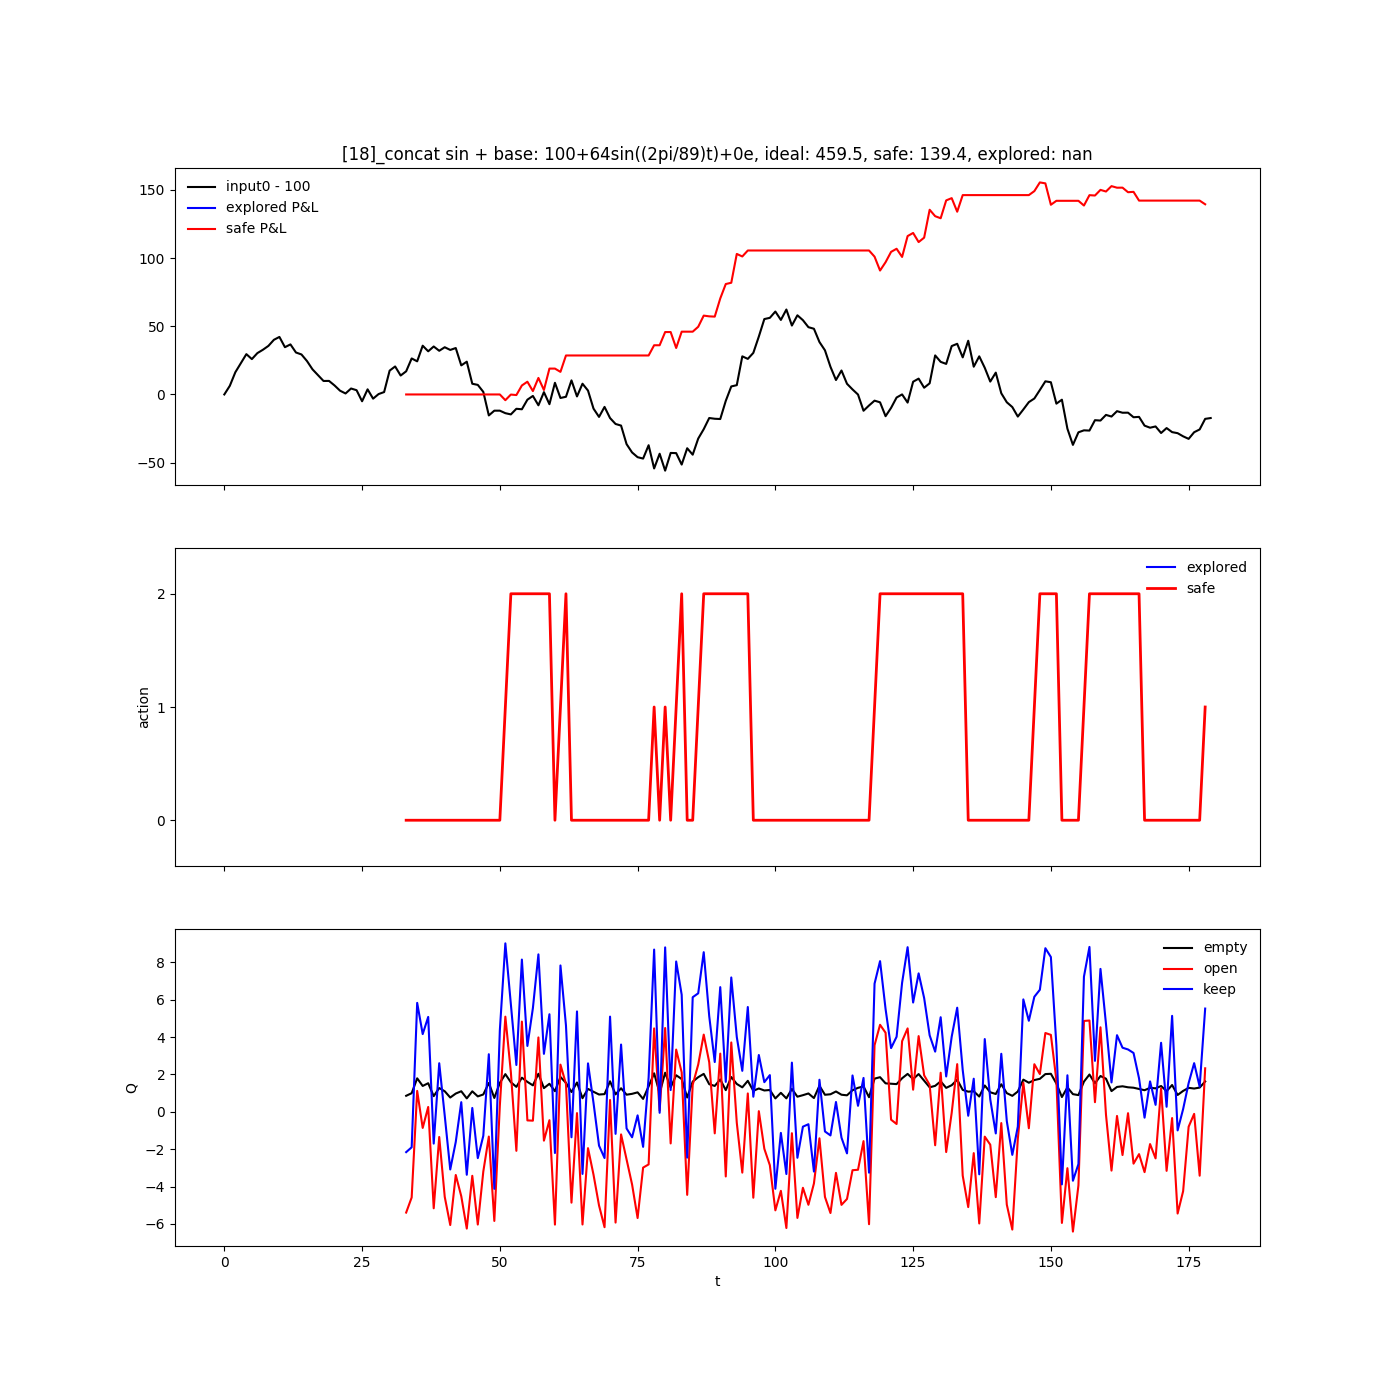 [18]_concat sin + base: 100+64sin((2pi/89)t)+0e, ideal: 459.5, safe: 139.4, explored: nan
input0 - 100
explored P&L
safe P&L
150
100
50
0
−50
explored
safe
2
1
0
action
empty
open
keep
8
6
4
2
0
−2
−4
−6
Q
0 25 50 75 100 125 150 175
t